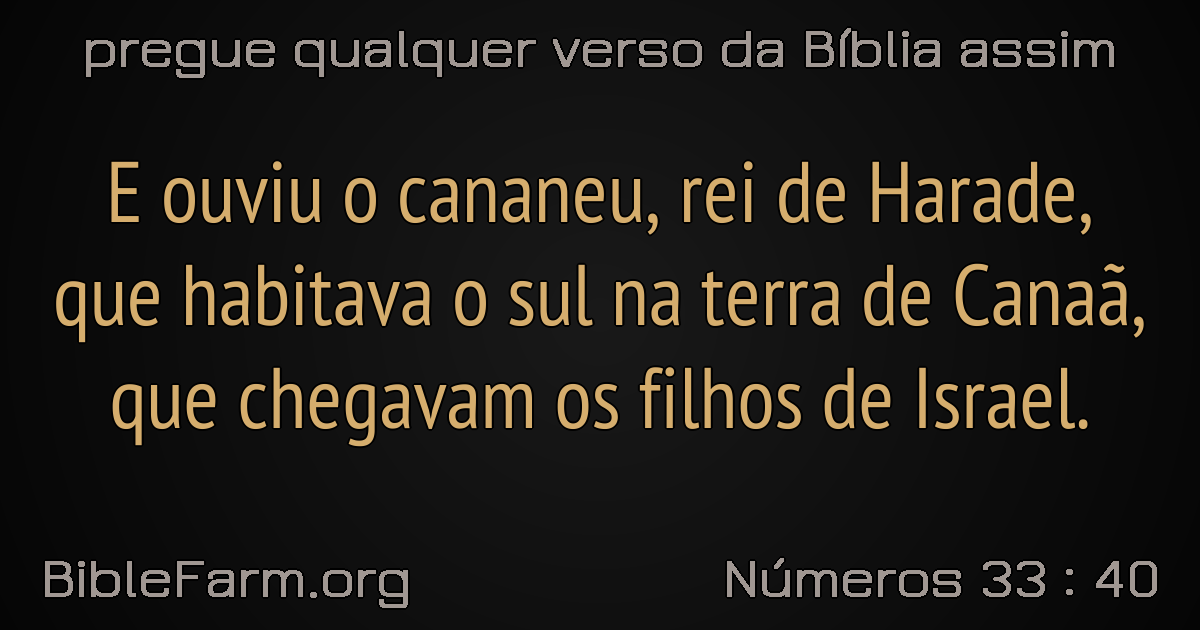 pregue qualquer verso da Bíblia assim
E ouviu o cananeu, rei de Harade,
que habitava o sul na terra de Canaã,
que chegavam os filhos de Israel.
BibleFarm.org
Números 33 : 40